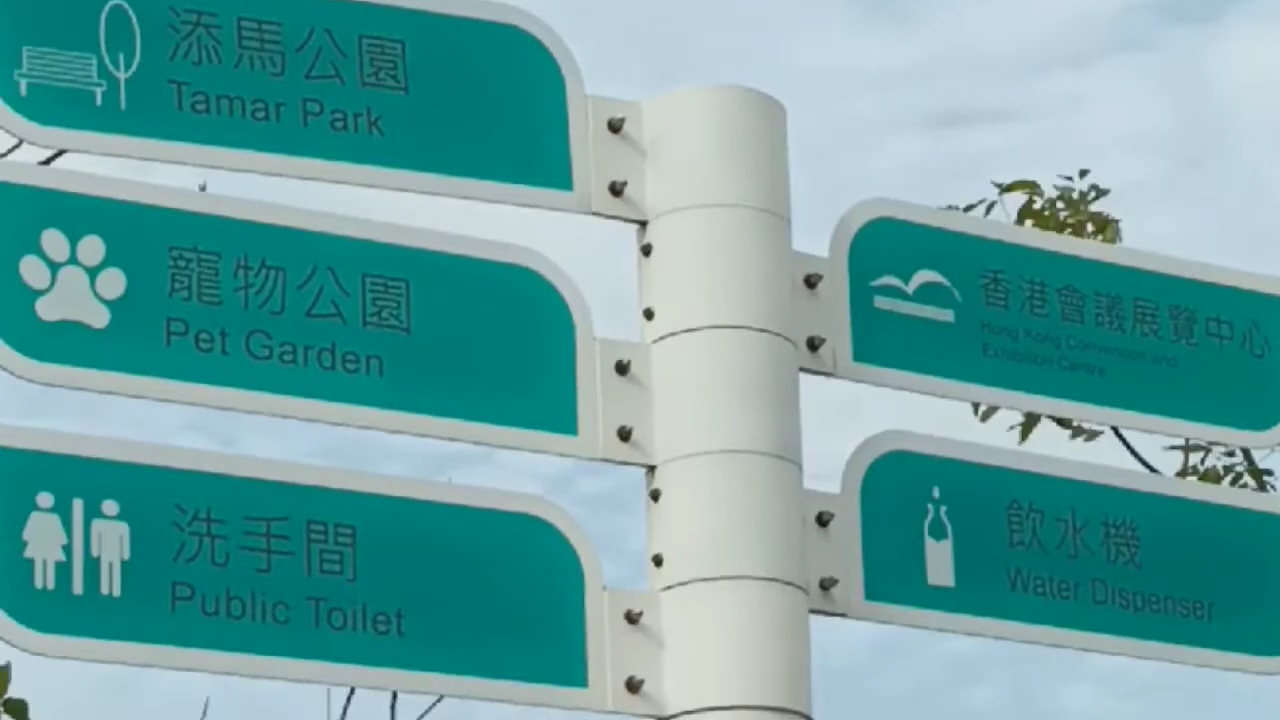 添馬公園
Tamar Park
寵物公園
Pet Garden
洗手間
Public Toilet
香港會議展覽中心
Hong Kong Convention and
Exhibition Centre
飲水機
Water Dispenser